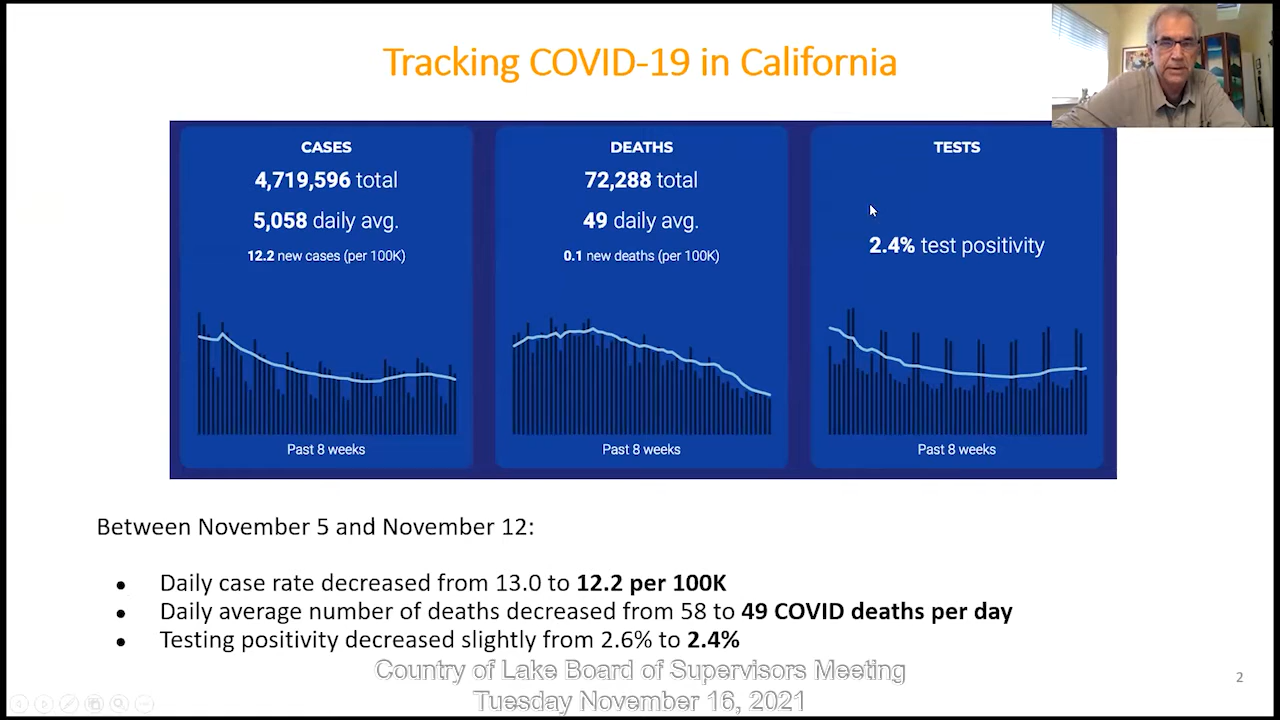 Tracking COVID-19 in California
CASES
4,719,596 total
5,058 daily avg.
12.2 new cases (per 100K)
Past 8 weeks
DEATHS
72,288 total
49 daily avg.
0.1 new deaths (per 100K)
Past 8 weeks
TESTS
2.4% test positivity
Past 8 weeks
Between November 5 and November 12:
• Daily case rate decreased from 13.0 to 12.2 per 100K
• Daily average number of deaths decreased from 58 to 49 COVID deaths per day
• Testing positivity decreased slightly from 2.6% to 2.4%
Country of Lake Board of Supervisors Meeting
Tuesday November 16, 2021
2